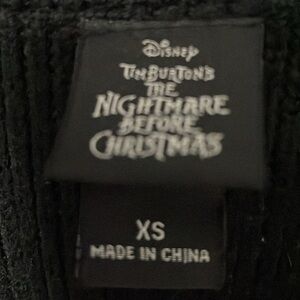 Disney
TIM BURTON'S
THE
NIGHTMARE
BEFORE
CHRISTMAS
XS
MADE IN CHINA